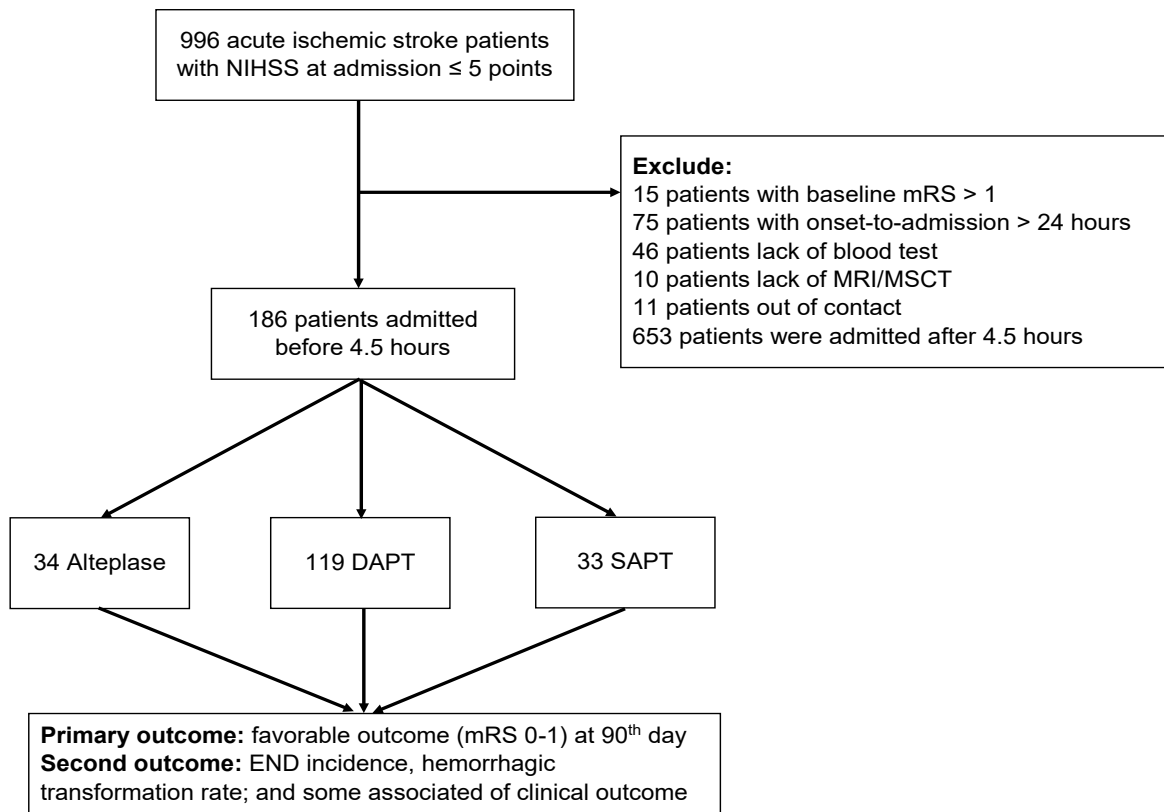 996 acute ischemic stroke patients
with NIHSS at admission ≤ 5 points
Exclude:
15 patients with baseline mRS > 1
75 patients with onset-to-admission > 24 hours
46 patients lack of blood test
10 patients lack of MRI/MSCT
11 patients out of contact
653 patients were admitted after 4.5 hours
186 patients admitted
before 4.5 hours
34 Alteplase
119 DAPT
33 SAPT
Primary outcome: favorable outcome (mRS 0-1) at 90th day
Second outcome: END incidence, hemorrhagic
transformation rate; and some associated of clinical outcome